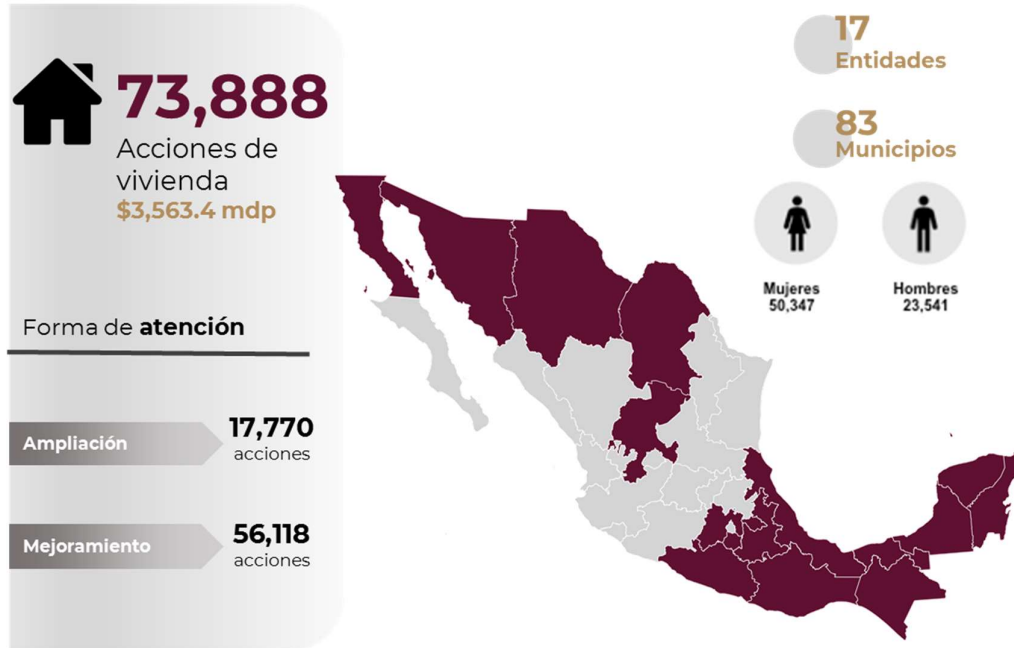 73,888
Acciones de
vivienda
$3,563.4 mdp
Forma de atención
Ampliación
17,770
acciones
Mejoramiento
56,118
acciones
17
Entidades
83
Municipios
Mujeres
50,347
Hombres
23,541